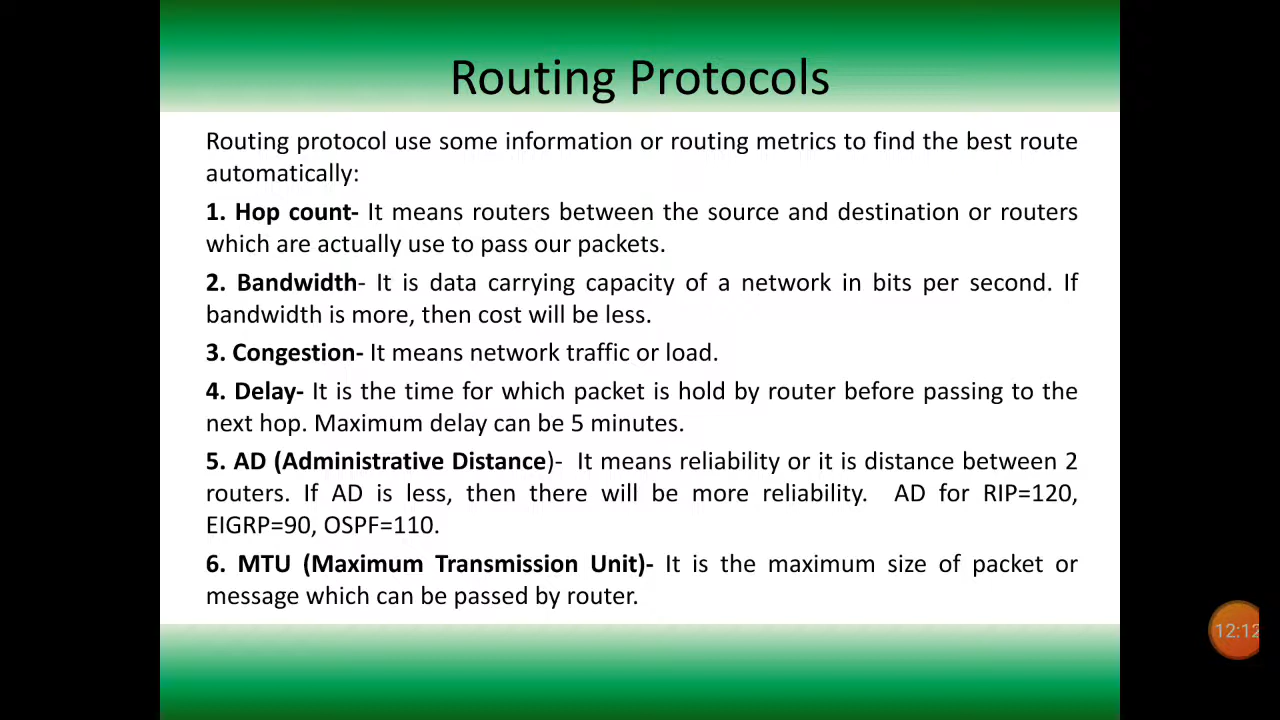 Routing Protocols
Routing protocol use some information or routing metrics to find the best route
automatically:
1. Hop count- It means routers between the source and destination or routers
which are actually use to pass our packets.
2. Bandwidth- It is data carrying capacity of a network in bits per second. If
bandwidth is more, then cost will be less.
3. Congestion- It means network traffic or load.
4. Delay- It is the time for which packet is hold by router before passing to the
next hop. Maximum delay can be 5 minutes.
5. AD (Administrative Distance)- It means reliability or it is distance between 2
routers. If AD is less, then there will be more reliability. AD for RIP=120,
EIGRP=90, OSPF=110.
6. MTU (Maximum Transmission Unit)- It is the maximum size of packet or
message which can be passed by router.
12:12